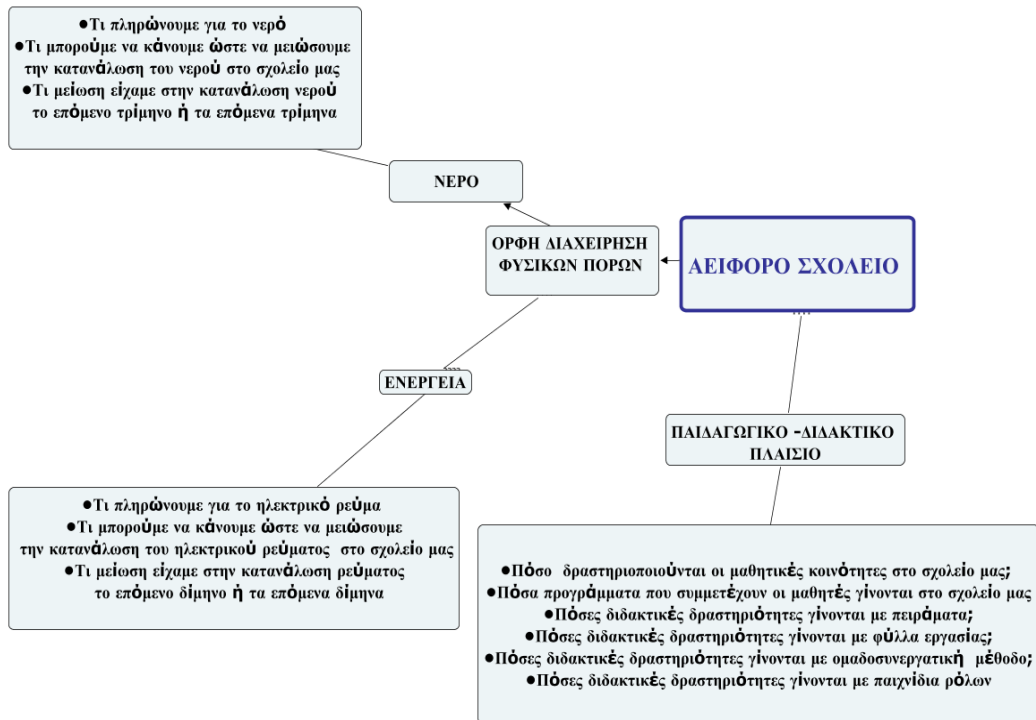 ●Τι πληρώνουμε για το νερό
●Τι μπορούμε να κάνουμε ώστε να μειώσουμε
την κατανάλωση του νερού στο σχολείο μας
●Τι μείωση είχαμε στην κατανάλωση νερού
το επόμενο τρίμηνο ή τα επόμενα τρίμηνα
ΝΕΡΟ
ΟΡΦΗ ΔΙΑΧΕΙΡΗΣΗ
ΦΥΣΙΚΩΝ ΠΟΡΩΝ
ΑΕΙΦΟΡΟ ΣΧΟΛΕΙΟ
ΕΝΕΡΓΕΙΑ
ΠΑΙΔΑΓΩΓΙΚΟ -ΔΙΔΑΚΤΙΚΟ
ΠΛΑΙΣΙΟ
●Τι πληρώνουμε για το ηλεκτρικό ρεύμα
●Τι μπορούμε να κάνουμε ώστε να μειώσουμε
την κατανάλωση του ηλεκτρικού ρεύματος στο σχολείο μας
●Τι μείωση είχαμε στην κατανάλωση ρεύματος
το επόμενο δίμηνο ή τα επόμενα δίμηνα
●Πόσο δραστηριοποιούνται οι μαθητικές κοινότητες στο σχολείο μας;
●Πόσα προγράμματα που συμμετέχουν οι μαθητές γίνονται στο σχολείο μας
●Πόσες διδακτικές δραστηριότητες γίνονται με πειράματα;
●Πόσες διδακτικές δραστηριότητες γίνονται με φύλλα εργασίας;
●Πόσες διδακτικές δραστηριότητες γίνονται με ομαδοσυνεργατική μέθοδο;
●Πόσες διδακτικές δραστηριότητες γίνονται με παιχνίδια ρόλων